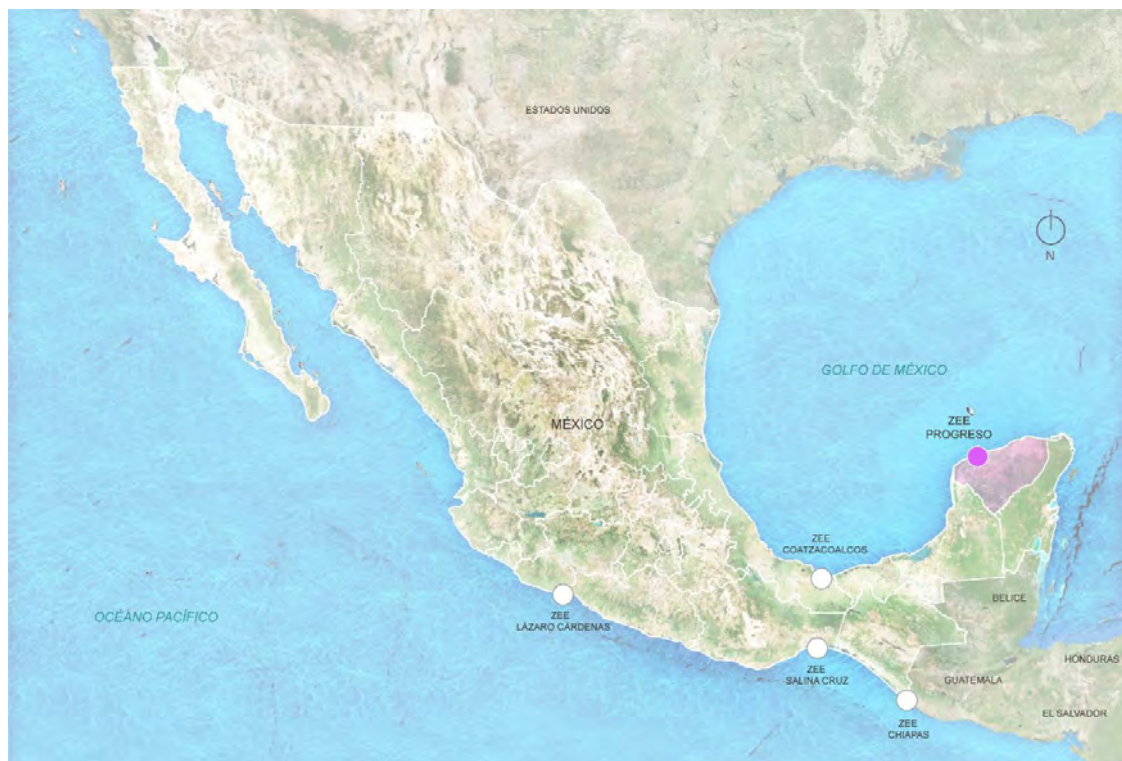 ESTADOS UNIDOS
N
GOLFO DE MÉXICO
ZEE
PROGRESO
MÉXICO
ZEE
COATZACOALCOS
BELICE
OCÉANO PACÍFICO
ZEE
LÁZARO CÁRDENAS
ZEE
SALINA CRUZ
HONDURAS
GUATEMALA
EL SALVADOR
ZEE
CHIAPAS